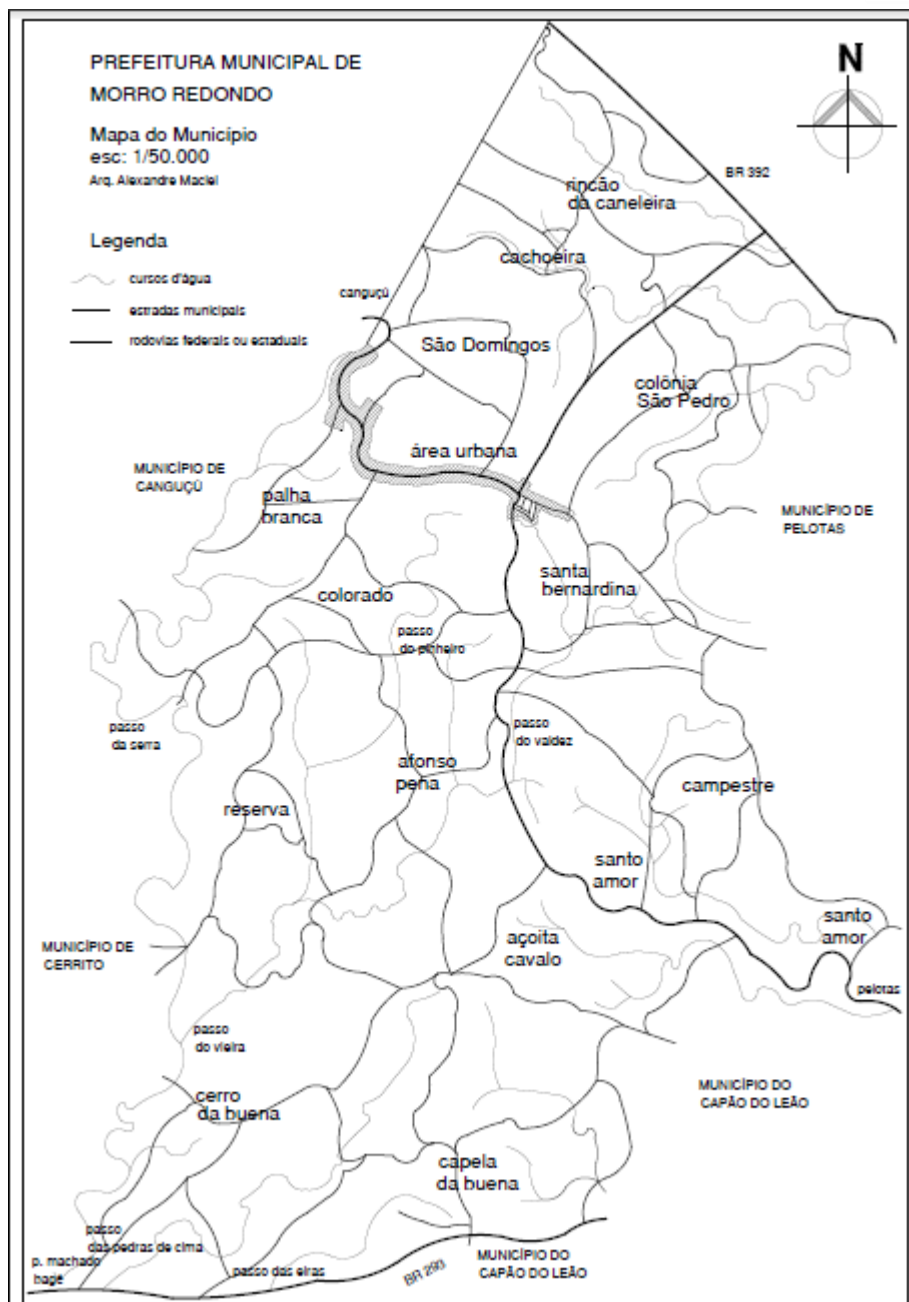 PREFEITURA MUNICIPAL DE
MORRO REDONDO
Mapa do Município
esc: 1/50.000
Arq. Alexandre Maciel
N
BR 392
rincão
da caneleira
Legenda
cursos d'água
cachoeira
canguçú
estradas municipais
rodovias federais ou estaduais
São Domingos
colônia
São Pedro
área urbana
MUNICÍPIO DE
CANGUÇÚ
palha
branca
MUNICÍPIO DE
PELOTAS
santa
bernardina
colorado
passo
do pinheiro
passo
da serra
passo
do valdez
afonso
pena
campestre
reserva
santo
amor
santo
amor
MUNICÍPIO DE
CERRITO
açoita
cavalo
pelotas
passo
do vieira
MUNICÍPIO DO
CAPÃO DO LEÃO
cerro
da buena
capela
da buena
passo
das pedras de cima
p. machado
bagé
passo das eiras
BR 293
MUNICÍPIO DO
CAPÃO DO LEÃO